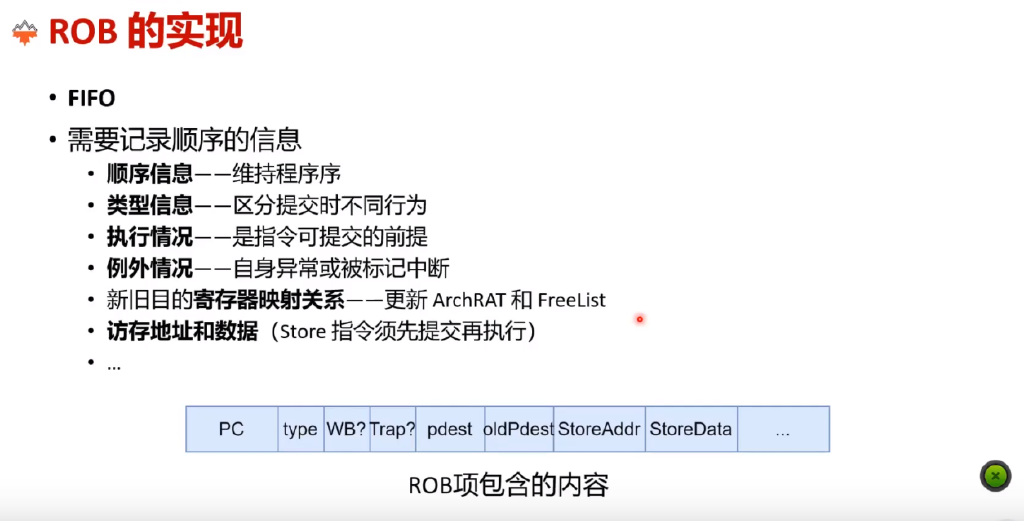 ROB 的实现
• FIFO
• 需要记录顺序的信息
• 顺序信息——维持程序序
• 类型信息——区分提交时不同行为
• 执行情况——是指令可提交的前提
• 例外情况——自身异常或被标记中断
• 新旧目的寄存器映射关系——更新 ArchRAT 和 FreeList
• 访存地址和数据（Store 指令须先提交再执行）
• ...
PC type WB? Trap? pdest oldPdest StoreAddr StoreData ...
ROB项包含的内容